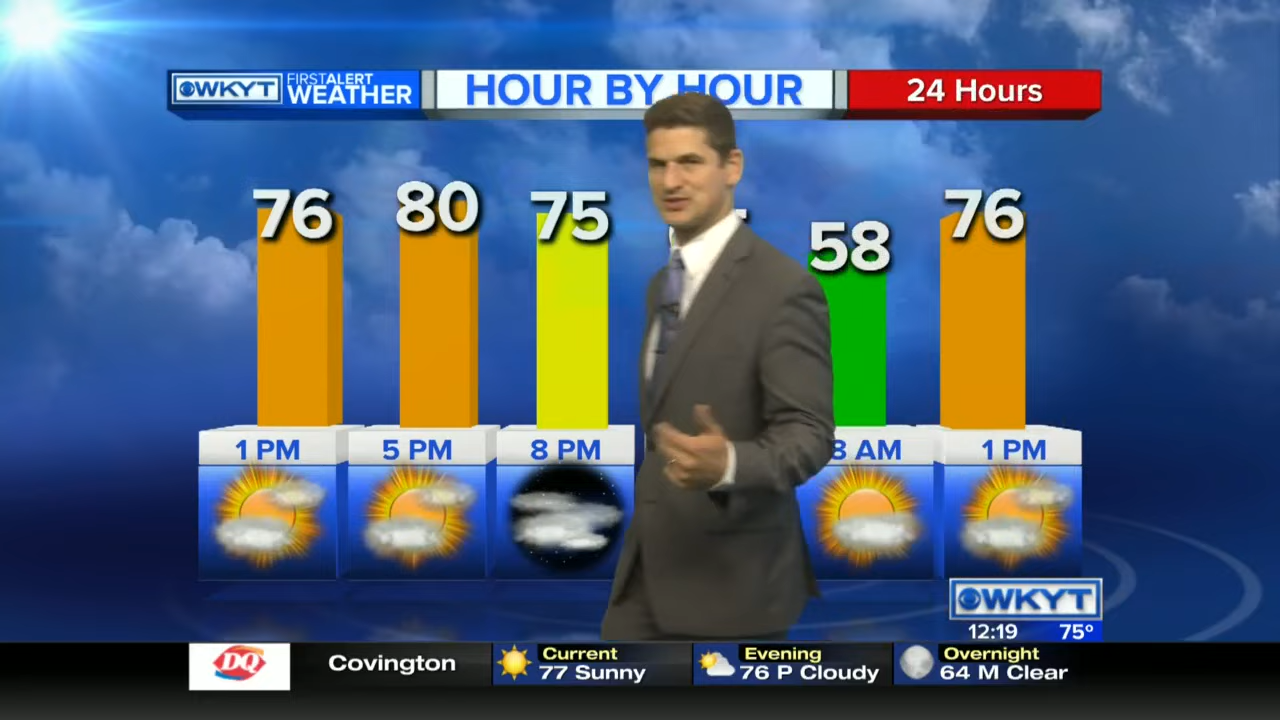 WKYT FIRST ALERT WEATHER
HOUR BY HOUR
24 Hours
76 80 75 58 76
1 PM 5 PM 8 PM 8 AM 1 PM
WKYT
12:19 75°
DQ
Covington
Current
77 Sunny
Evening
76 P Cloudy
Overnight
64 M Clear